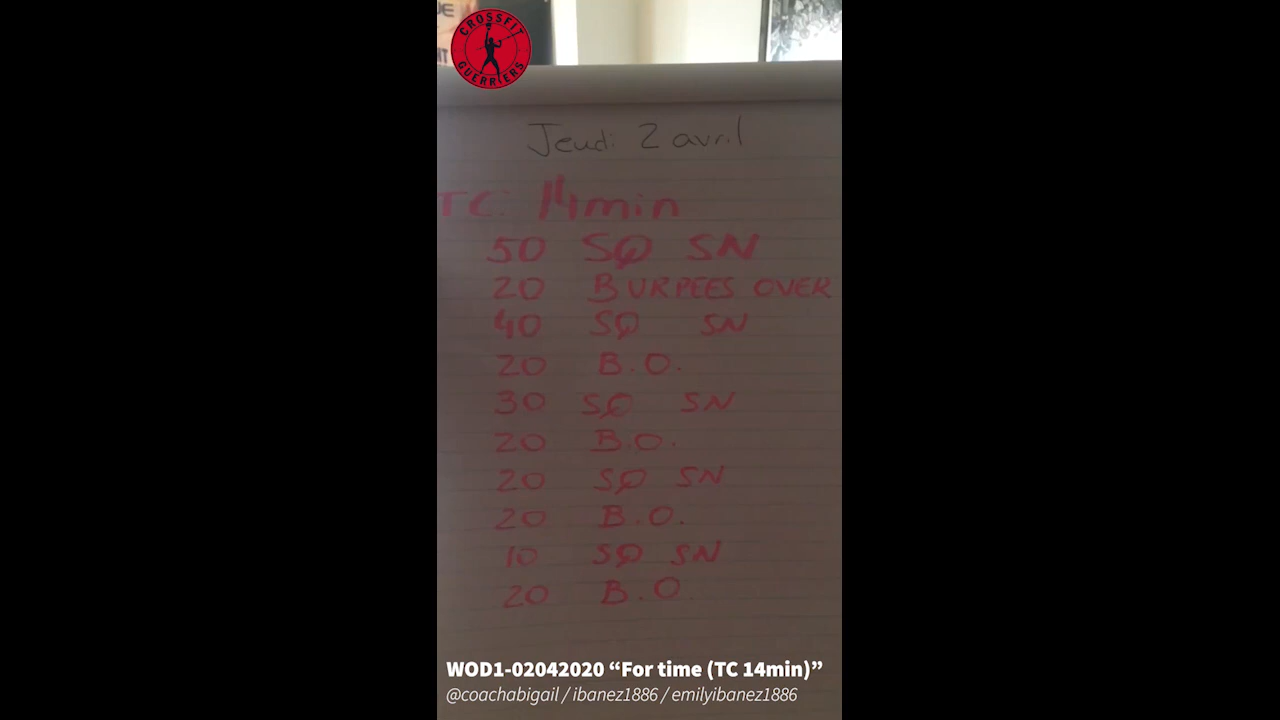 CROSSFIT
GUERRIERS
Jeudi 2 avril
TC: 14min
50 SQ SN
20 BURPEES OVER
40 SQ SN
20 B.O.
30 SQ SN
20 B.O.
20 SQ SN
20 B.O.
10 SQ SN
20 B.O
WOD1-02042020 “For time (TC 14min)”
@coachabigail / ibanez1886 / emilyibanez1886